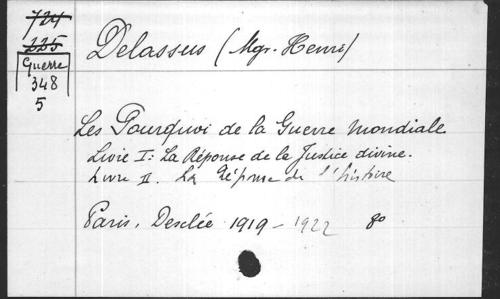 724
225
Guerre
348
5
Delassus (Mgr. Henri)
Les Pourquoi de la Guerre Mondiale
Livre I: La Réponse de la Justice divine.
Livre II. La Réponse de l'histoire
Paris, Desclée 1919 - 1922 8o